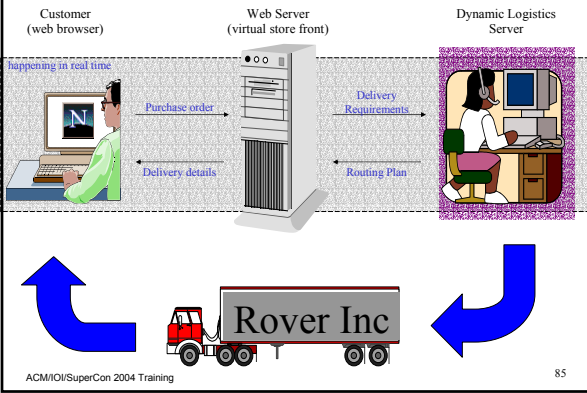 Customer
(web browser)
Web Server
(virtual store front)
Dynamic Logistics
Server
happening in real time
N
Purchase order
Delivery
Requirements
Delivery details
Routing Plan
Rover Inc
ACM/IOI/SuperCon 2004 Training
85